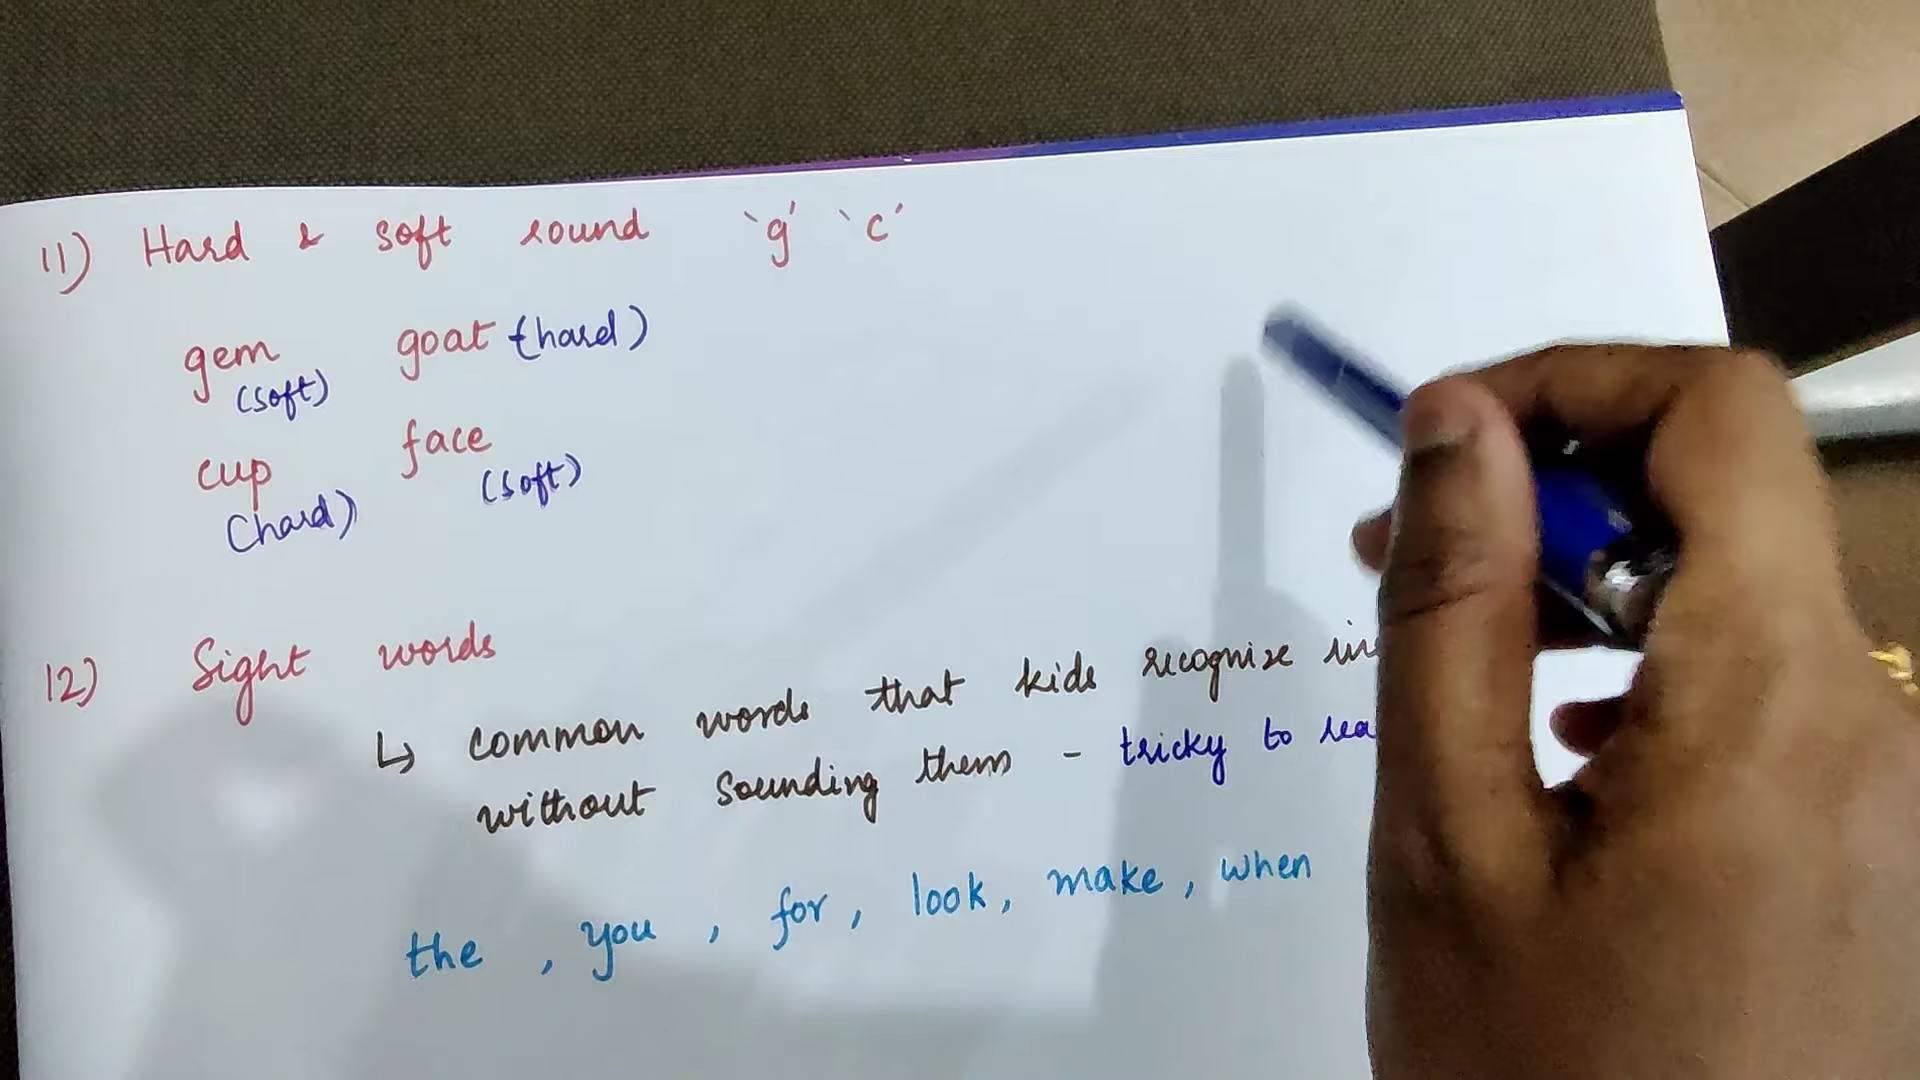 11) Hard & soft sound 'g' 'c'
gem goat (hard)
(soft)
cup face
(hard) (soft)
12) Sight words
↳ common words that kids recognize
without sounding them - tricky to
the , you , for , look , make , when